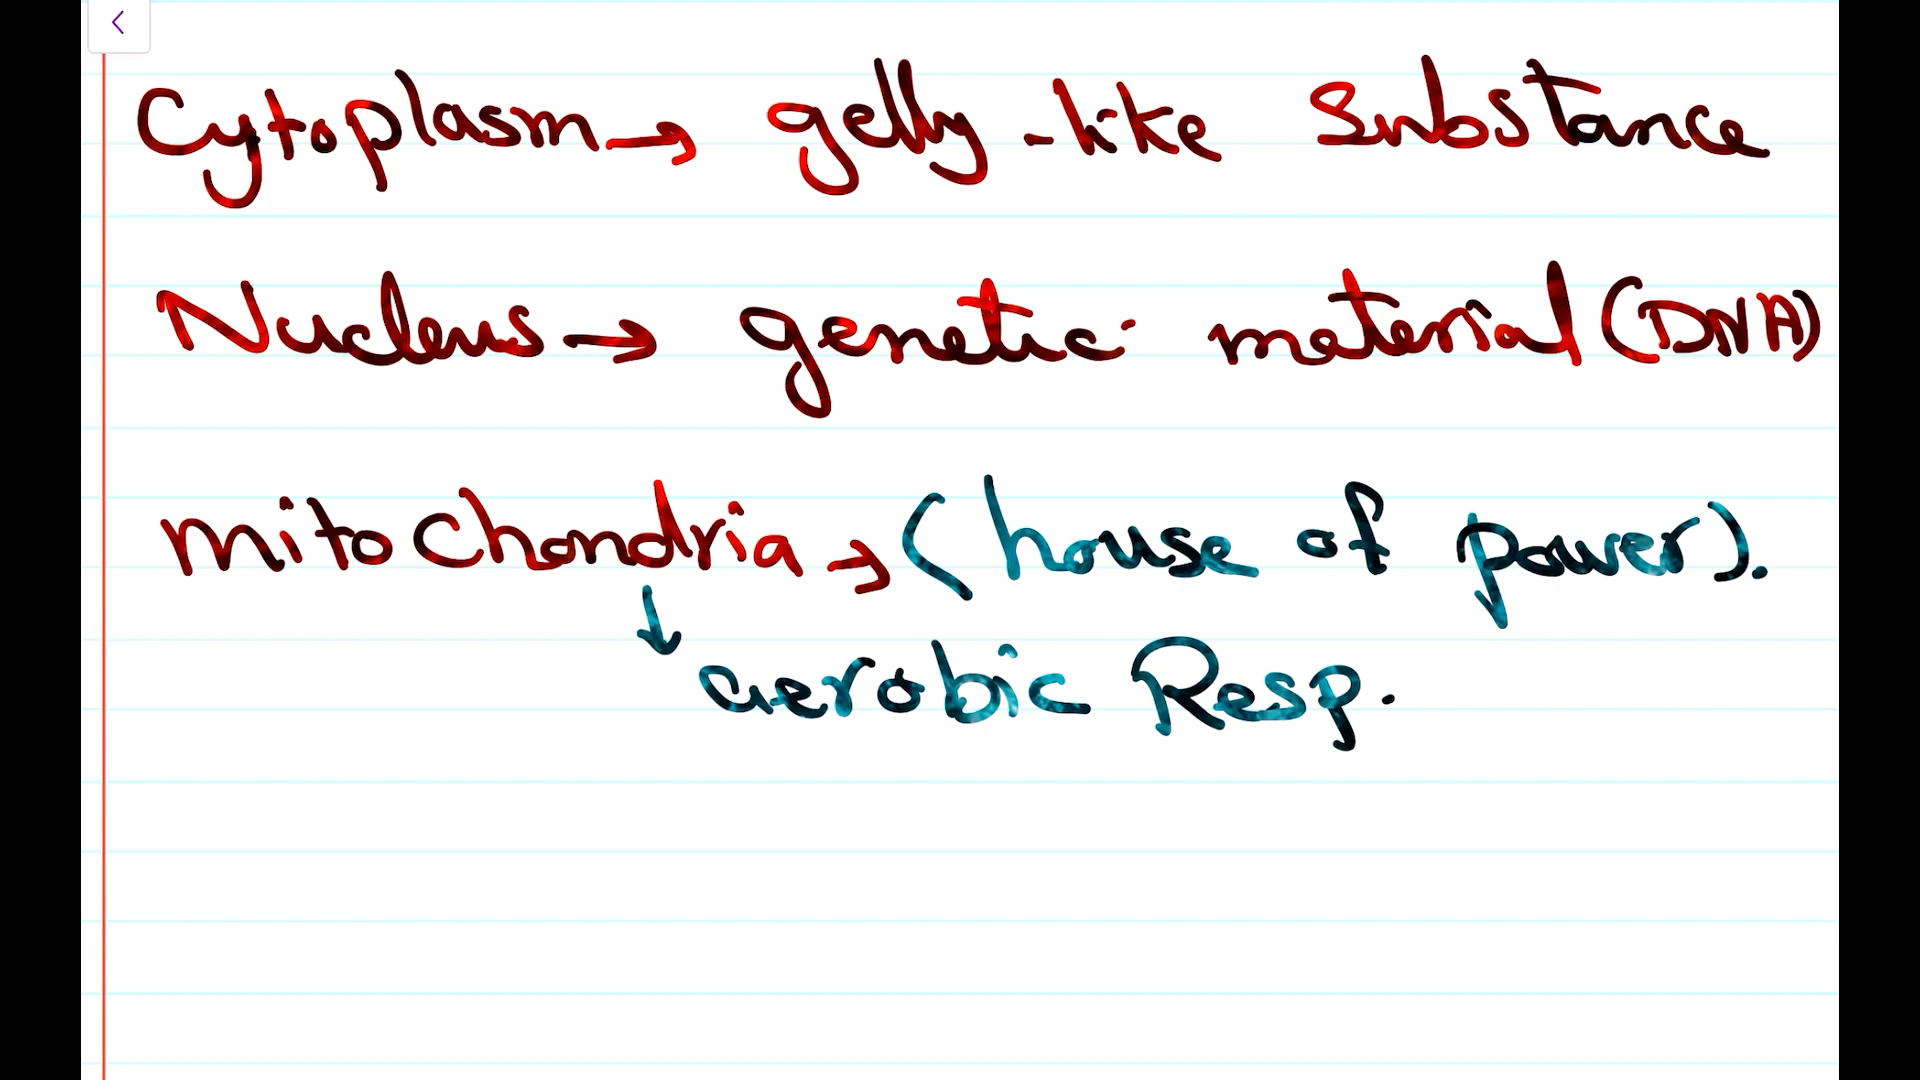 Cytoplasm → gelly-like Substance
Nucleus → genetic material (DNA)
mitochondria → (house of power).
↓ aerobic Resp.